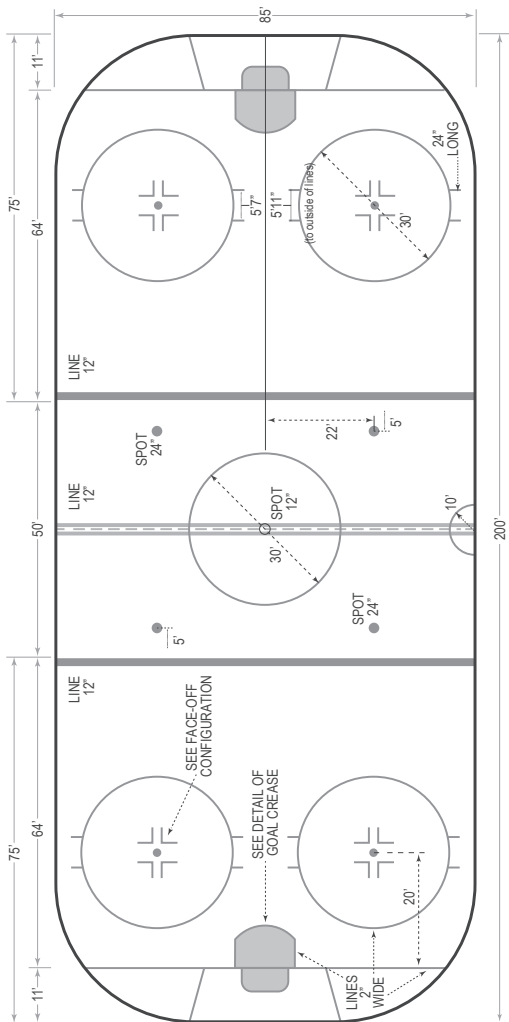 75'
75'
11'
64'
50'
64'
11'
LINE
12"
LINE
12"
LINE
12"
SPOT
24"
5'
SEE FACE-OFF
CONFIGURATION
5'7"
SEE DETAIL OF
GOAL CREASE
85'
30'
SPOT
12"
5'11"
(to outside of lines)
22'
LINES
2"
WIDE
SPOT
24"
5'
30'
20'
24"
LONG
10'
200'